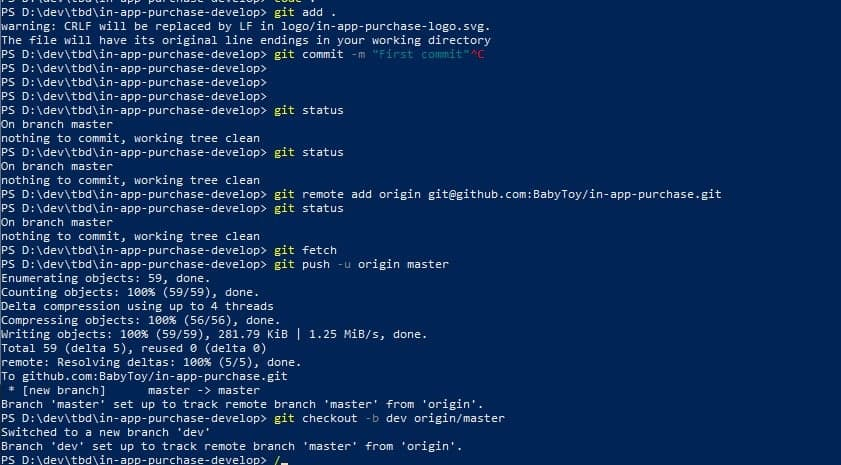 PS D:\dev\tbd\in-app-purchase-develop> git add .
warning: CRLF will be replaced by LF in logo/in-app-purchase-logo.svg.
The file will have its original line endings in your working directory
PS D:\dev\tbd\in-app-purchase-develop> git commit -m "First commit"^C
PS D:\dev\tbd\in-app-purchase-develop>
PS D:\dev\tbd\in-app-purchase-develop>
PS D:\dev\tbd\in-app-purchase-develop>
PS D:\dev\tbd\in-app-purchase-develop> git status
On branch master
nothing to commit, working tree clean
PS D:\dev\tbd\in-app-purchase-develop> git status
On branch master
nothing to commit, working tree clean
PS D:\dev\tbd\in-app-purchase-develop> git remote add origin git@github.com:BabyToy/in-app-purchase.git
PS D:\dev\tbd\in-app-purchase-develop> git status
On branch master
nothing to commit, working tree clean
PS D:\dev\tbd\in-app-purchase-develop> git fetch
PS D:\dev\tbd\in-app-purchase-develop> git push -u origin master
Enumerating objects: 59, done.
Counting objects: 100% (59/59), done.
Delta compression using up to 4 threads
Compressing objects: 100% (56/56), done.
Writing objects: 100% (59/59), 281.79 KiB | 1.25 MiB/s, done.
Total 59 (delta 5), reused 0 (delta 0)
remote: Resolving deltas: 100% (5/5), done.
To github.com:BabyToy/in-app-purchase.git
 * [new branch]      master -> master
Branch 'master' set up to track remote branch 'master' from 'origin'.
PS D:\dev\tbd\in-app-purchase-develop> git checkout -b dev origin/master
Switched to a new branch 'dev'
Branch 'dev' set up to track remote branch 'master' from 'origin'.
PS D:\dev\tbd\in-app-purchase-develop> /_